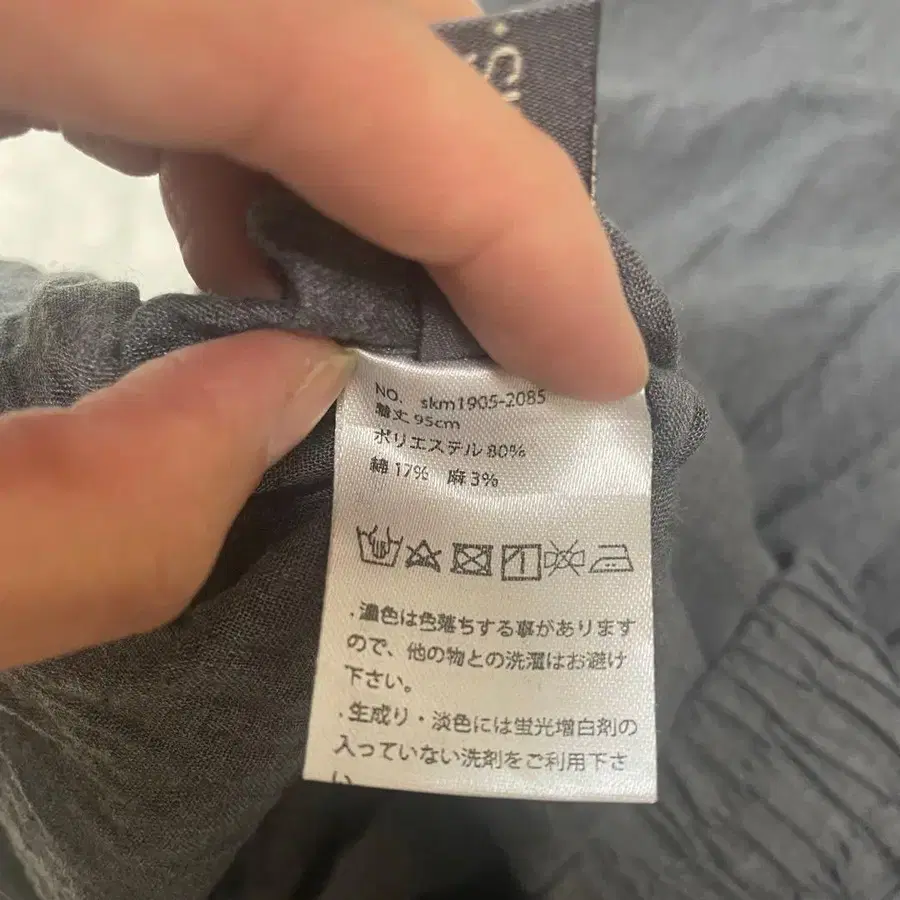 NO. skm1905-2085
着丈 95cm
ポリエステル 80%
綿 17% 麻 3%
.濃色は色落ちする事があります
ので、他の物との洗濯はお避け
下さい。
.生成り・淡色には蛍光増白剤の
入っていない洗剤をご利用下さ
い